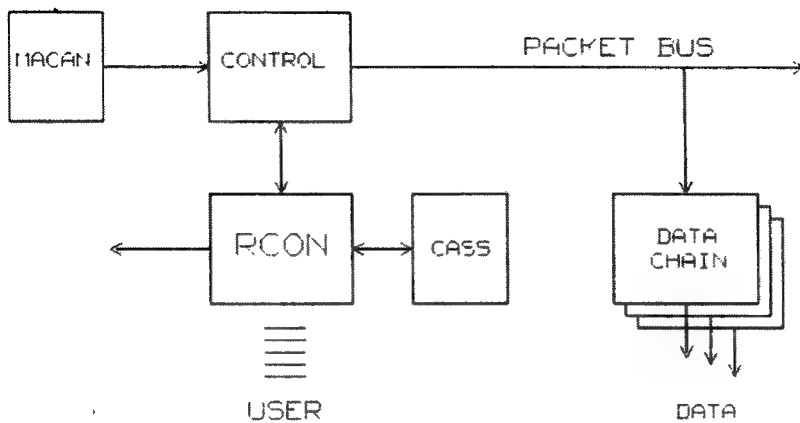 MACAN
CONTROL
PACKET BUS
RCON
CASS
DATA
CHAIN
USER
DATA